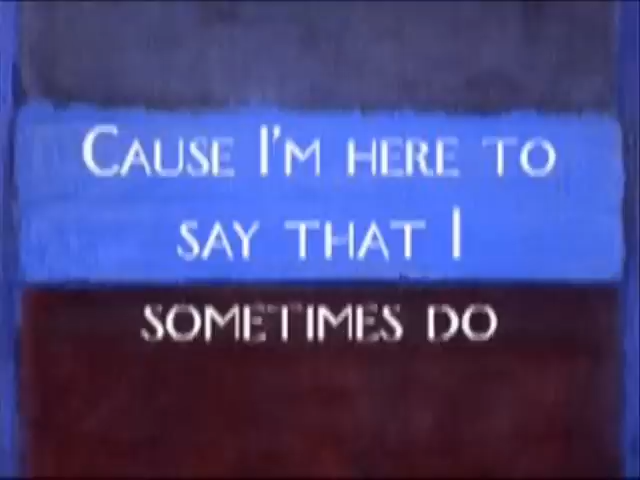 Cause I'm here to
say that I
sometimes do